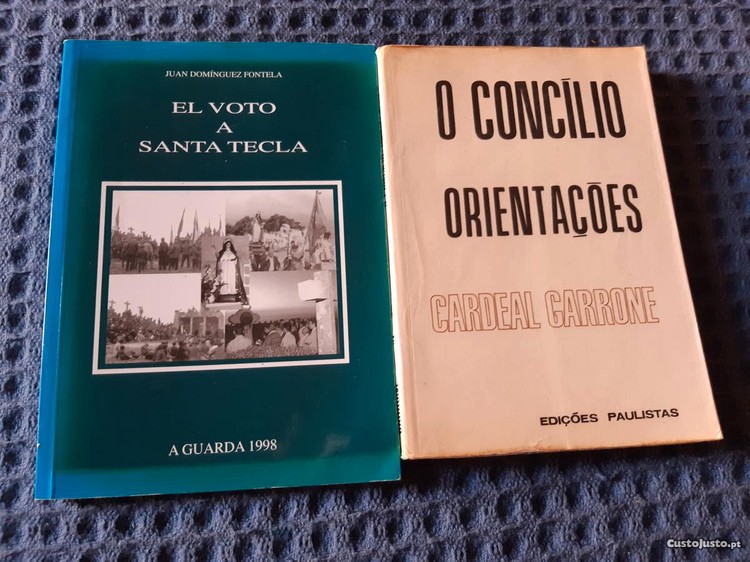 JUAN DOMÍNGUEZ FONTELA
EL VOTO
A
SANTA TECLA
A GUARDA 1998
O CONCÍLIO
ORIENTAÇÕES
CARDEAL GARRONE
EDIÇÕES PAULISTAS
CustoJusto.pt